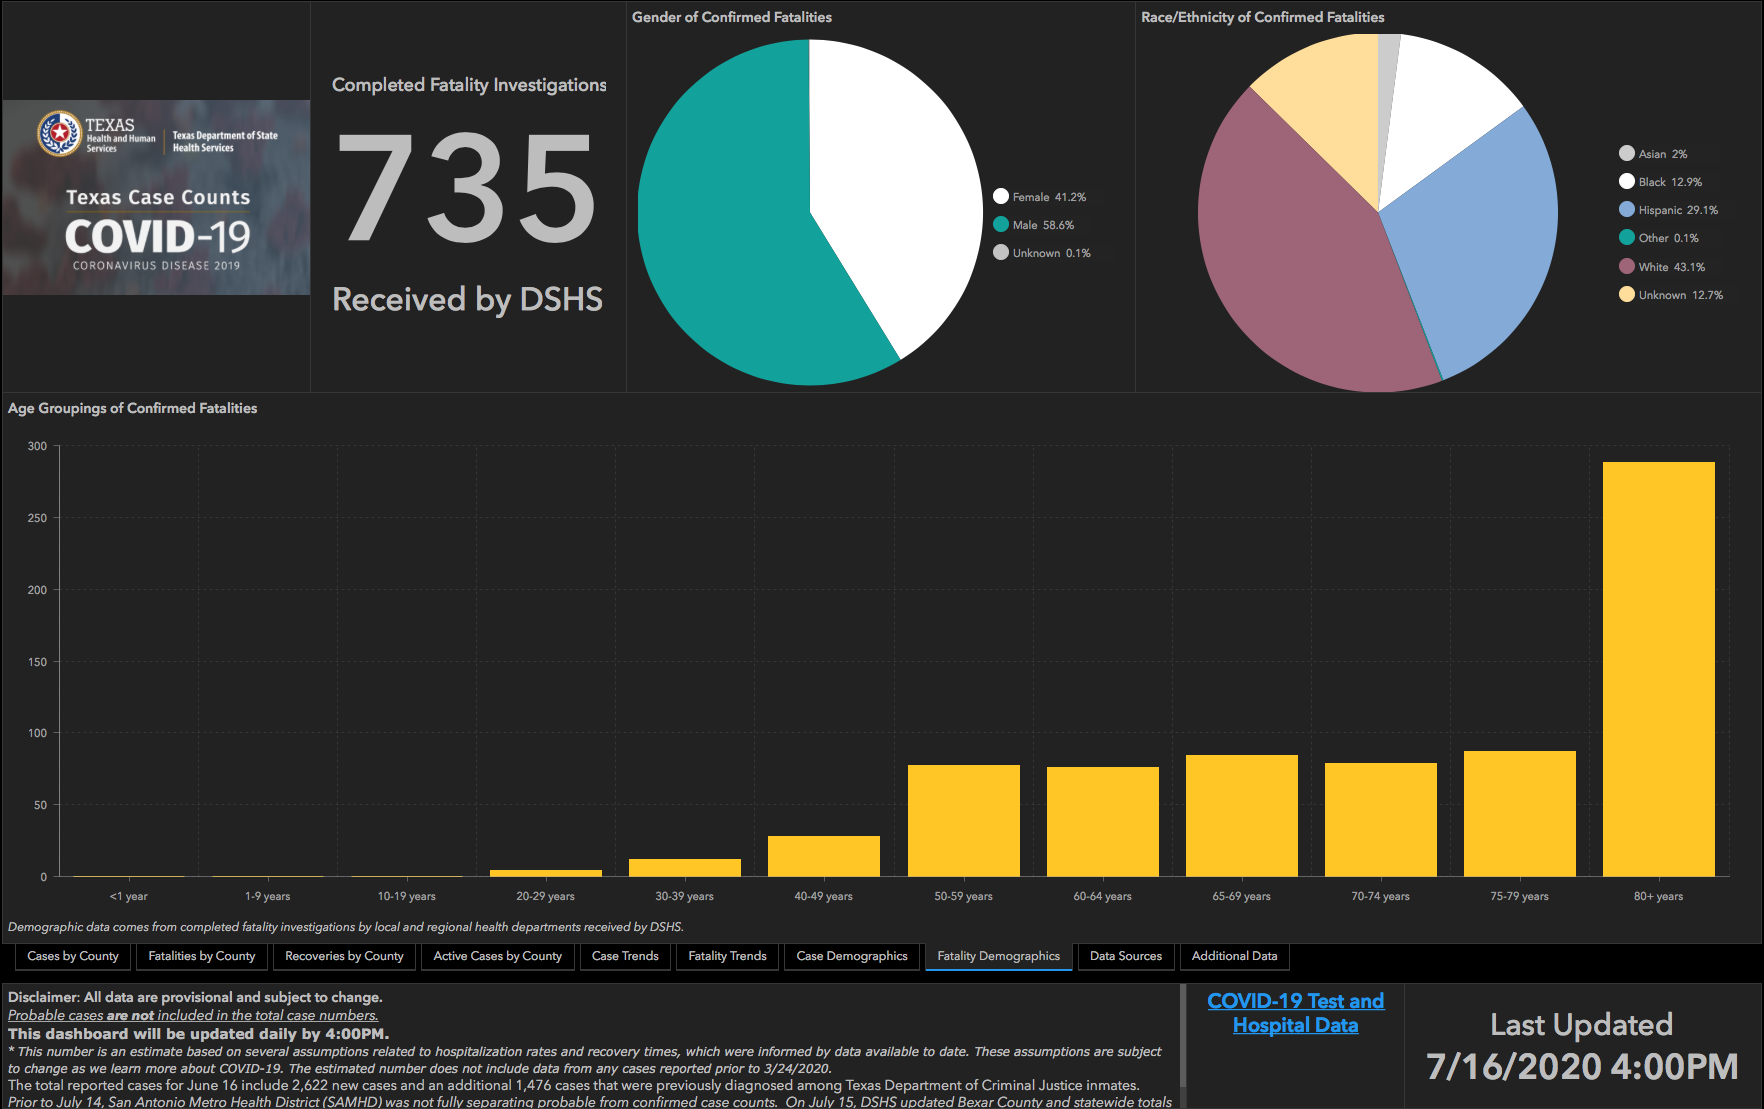 TEXAS
Health and Human
Services
Texas Department of State
Health Services
Texas Case Counts
COVID-19
CORONAVIRUS DISEASE 2019
Completed Fatality Investigations
735
Received by DSHS
Gender of Confirmed Fatalities
Female 41.2%
Male 58.6%
Unknown 0.1%
Race/Ethnicity of Confirmed Fatalities
Asian 2%
Black 12.9%
Hispanic 29.1%
Other 0.1%
White 43.1%
Unknown 12.7%
Age Groupings of Confirmed Fatalities
300
250
200
150
100
50
0
<1 year
1-9 years
10-19 years
20-29 years
30-39 years
40-49 years
50-59 years
60-64 years
65-69 years
70-74 years
75-79 years
80+ years
Demographic data comes from completed fatality investigations by local and regional health departments received by DSHS.
Cases by County
Fatalities by County
Recoveries by County
Active Cases by County
Case Trends
Fatality Trends
Case Demographics
Fatality Demographics
Data Sources
Additional Data
Disclaimer: All data are provisional and subject to change.
Probable cases are not included in the total case numbers.
This dashboard will be updated daily by 4:00PM.
* This number is an estimate based on several assumptions related to hospitalization rates and recovery times, which were informed by data available to date. These assumptions are subject
to change as we learn more about COVID-19. The estimated number does not include data from any cases reported prior to 3/24/2020.
The total reported cases for June 16 include 2,622 new cases and an additional 1,476 cases that were previously diagnosed among Texas Department of Criminal Justice inmates.
Prior to July 14, San Antonio Metro Health District (SAMHD) was not fully separating probable from confirmed case counts. On July 15, DSHS updated Bexar County and statewide totals
COVID-19 Test and
Hospital Data
Last Updated
7/16/2020 4:00PM